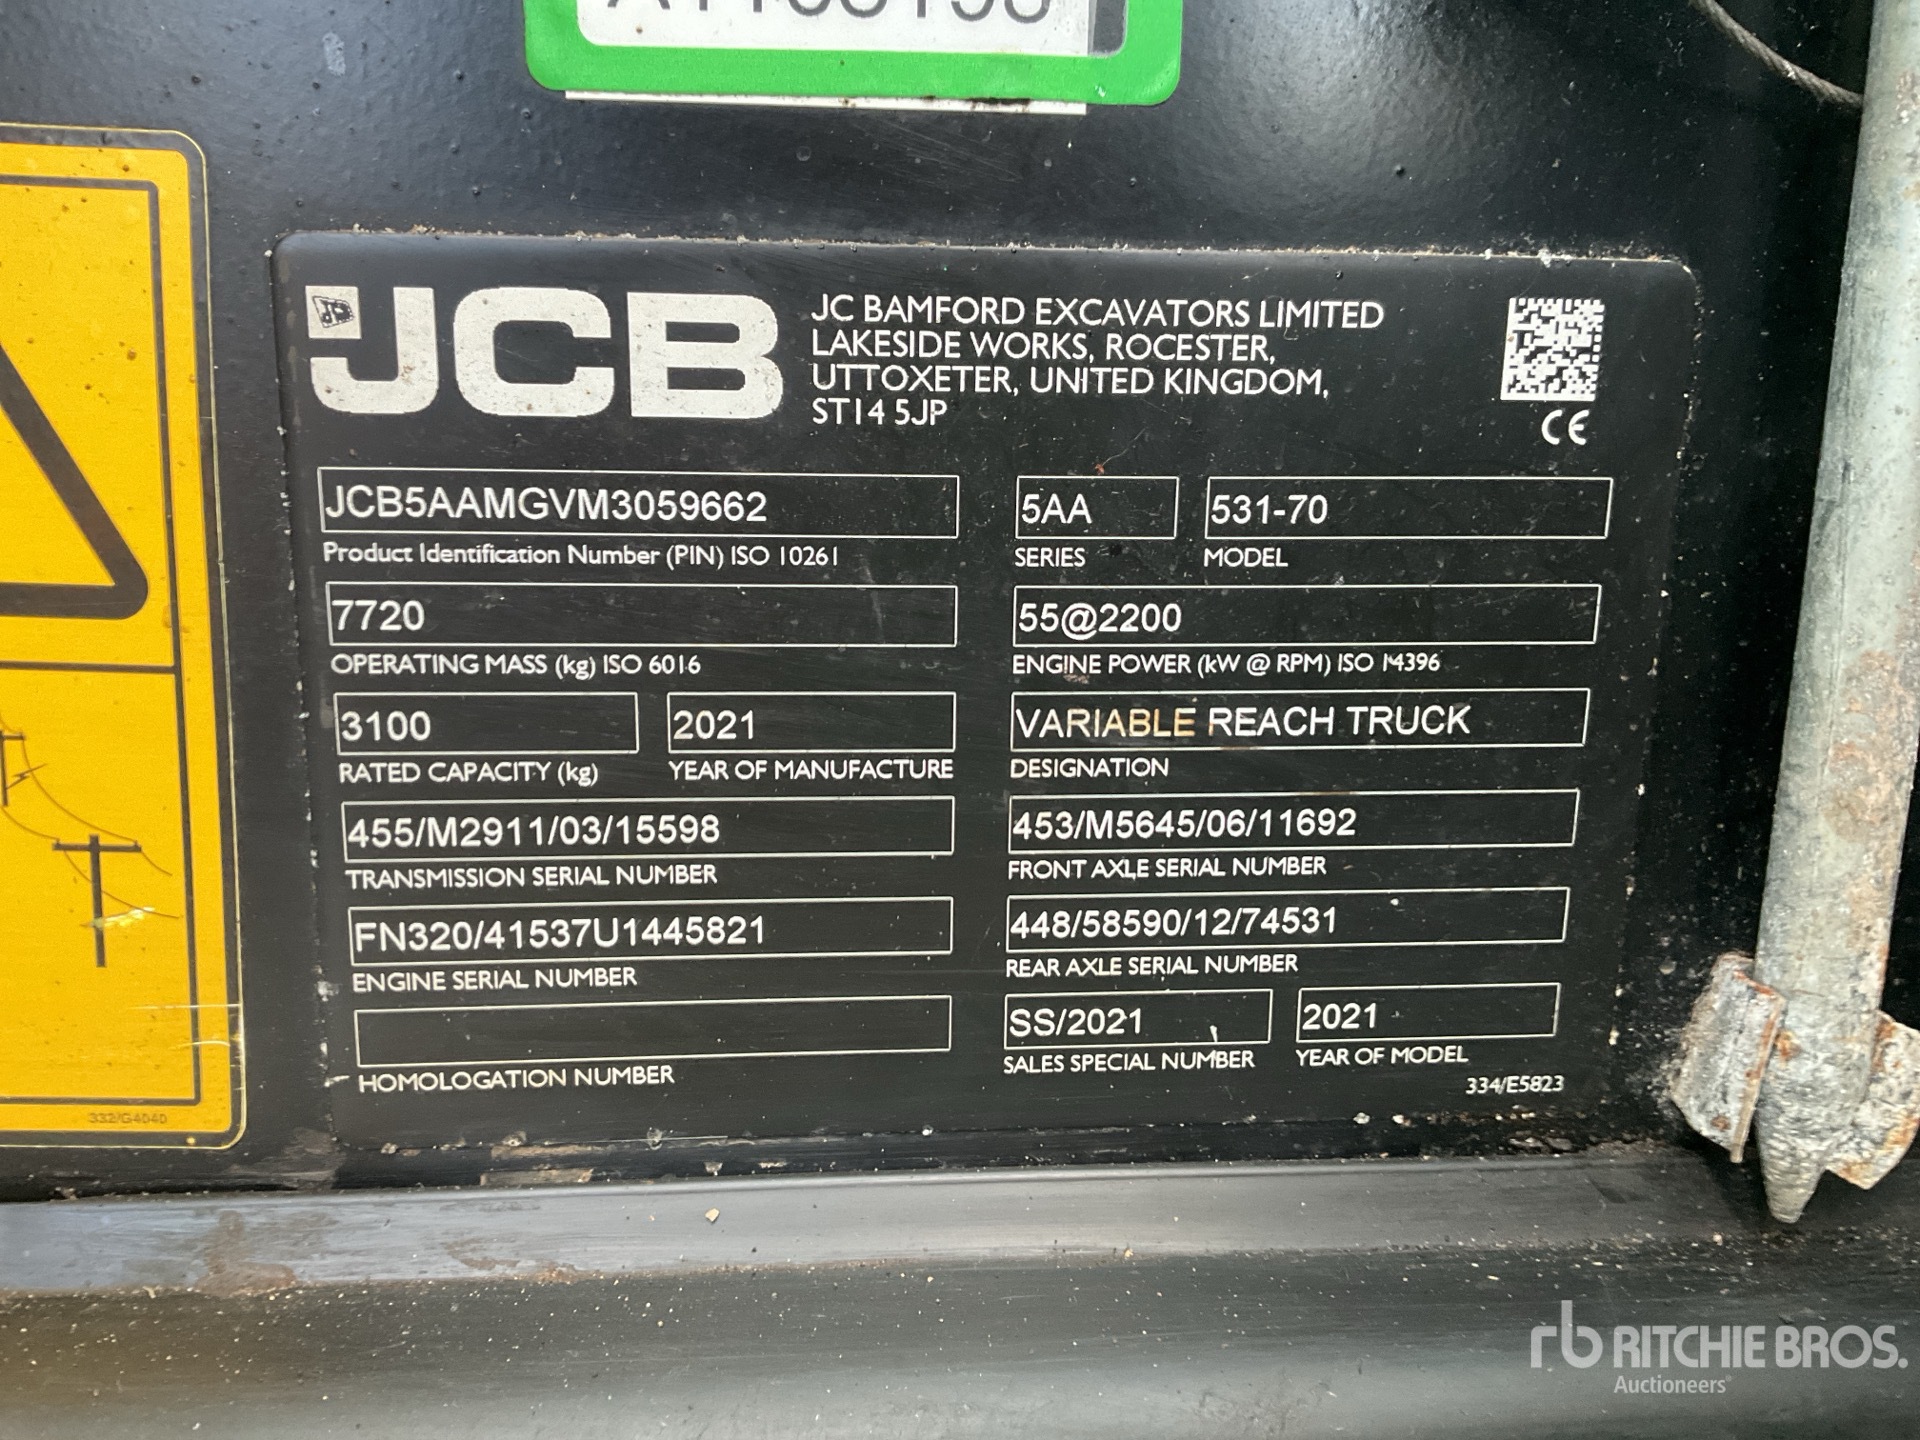 JCB
JC BAMFORD EXCAVATORS LIMITED
LAKESIDE WORKS, ROCESTER,
UTTOXETER, UNITED KINGDOM,
ST14 5JP
CE
JCB5AAMGVM3059662
Product Identification Number (PIN) ISO 10261
5AA
SERIES
531-70
MODEL
7720
OPERATING MASS (kg) ISO 6016
55@2200
ENGINE POWER (kW @ RPM) ISO 14396
3100
RATED CAPACITY (kg)
2021
YEAR OF MANUFACTURE
VARIABLE REACH TRUCK
DESIGNATION
455/M2911/03/15598
TRANSMISSION SERIAL NUMBER
453/M5645/06/11692
FRONT AXLE SERIAL NUMBER
FN320/41537U1445821
ENGINE SERIAL NUMBER
448/58590/12/74531
REAR AXLE SERIAL NUMBER
HOMOLOGATION NUMBER
SS/2021
SALES SPECIAL NUMBER
2021
YEAR OF MODEL
334/E5823
332/G4040
rb RITCHIE BROS.
Auctioneers